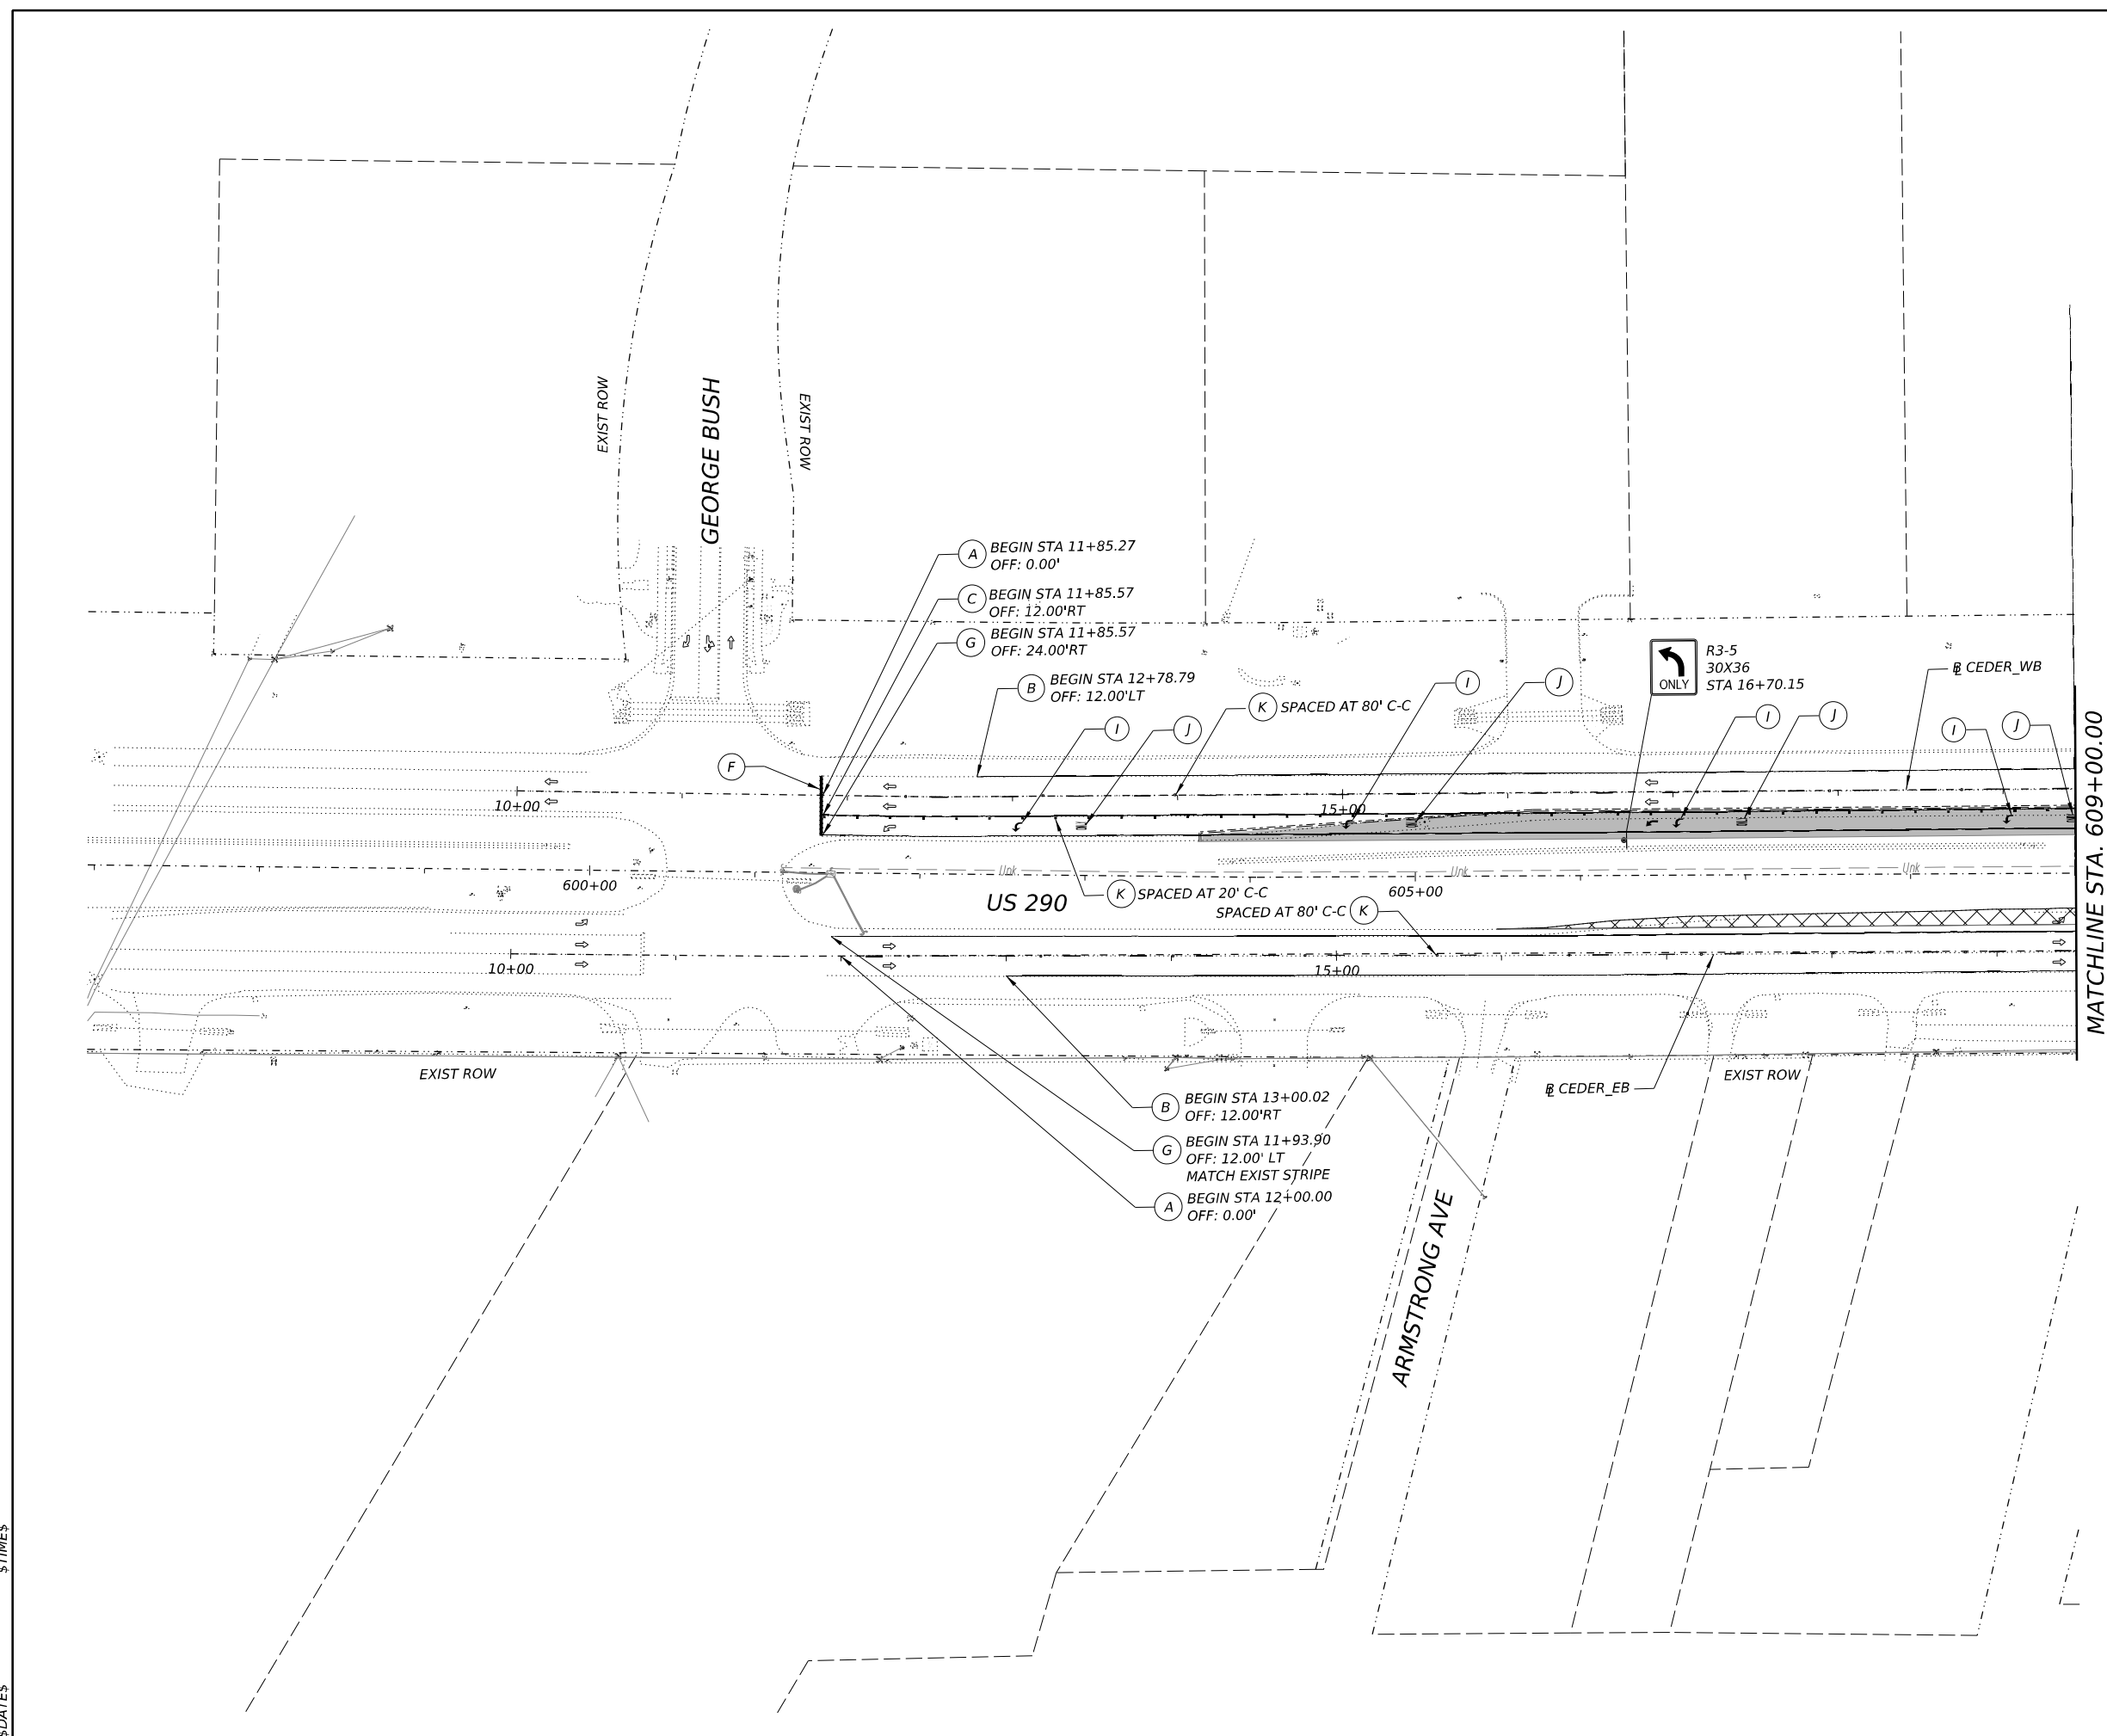 EXIST ROW
GEORGE BUSH
EXIST ROW
A BEGIN STA 11+85.27
OFF: 0.00'
C BEGIN STA 11+85.57
OFF: 12.00'RT
G BEGIN STA 11+85.57
OFF: 24.00'RT
B BEGIN STA 12+78.79
OFF: 12.00'LT
K SPACED AT 80' C-C
I
J
I
J
ONLY
R3-5
30X36
STA 16+70.15
I
J
I
J
℄ CEDER_WB
F
10+00
15+00
MATCHLINE STA. 609+00.00
600+00
Unk
605+00
Unk
Unk
US 290
K SPACED AT 20' C-C
SPACED AT 80' C-C K
10+00
15+00
EXIST ROW
℄ CEDER_EB
EXIST ROW
B BEGIN STA 13+00.02
OFF: 12.00'RT
G BEGIN STA 11+93.90
OFF: 12.00' LT
MATCH EXIST STRIPE
A BEGIN STA 12+00.00
OFF: 0.00'
ARMSTRONG AVE
$TIME$
$DATE$